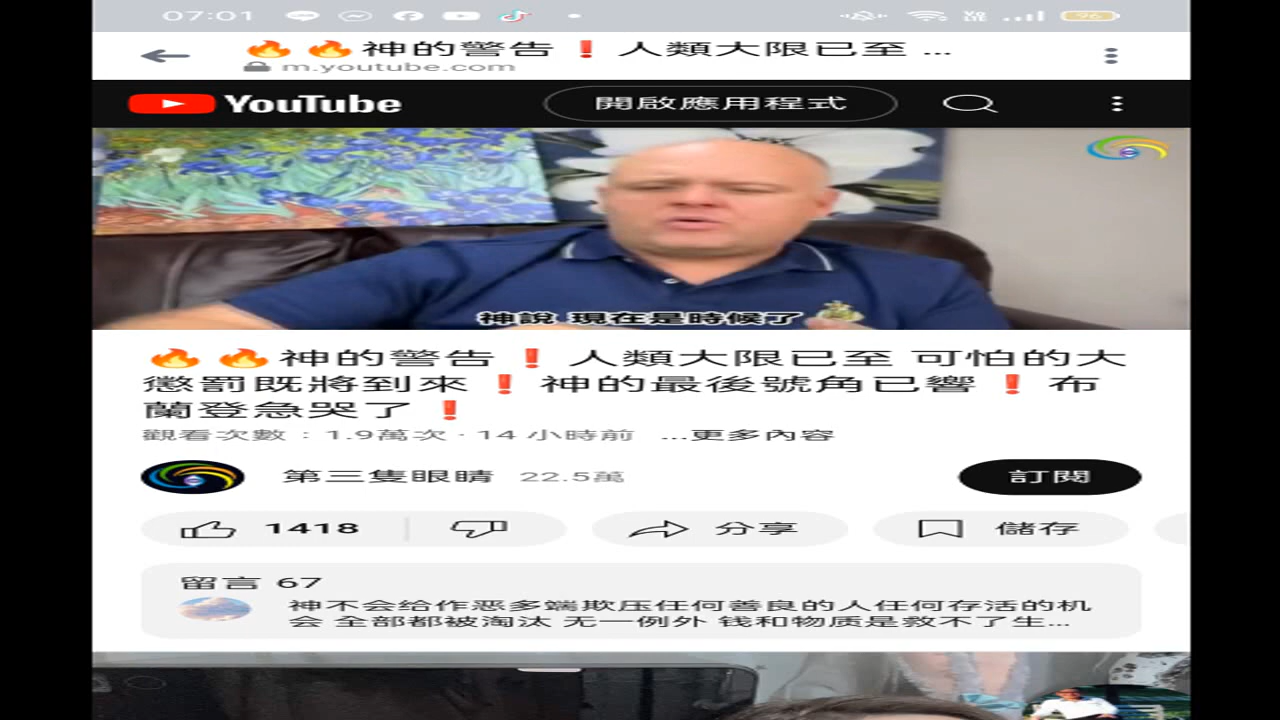 07:01
VO LTE
96
🔥🔥神的警告❗人類大限已至 ...
m.youtube.com
YouTube
開啟應用程式
神說 現在是時候了
🔥🔥神的警告❗人類大限已至 可怕的大
懲罰既將到來❗神的最後號角已響❗布
蘭登急哭了❗
觀看次數：1.9萬次 · 14 小時前 ...更多內容
第三隻眼睛 22.5萬
訂閱
1418
分享
儲存
留言 67
神不会给作恶多端欺压任何善良的人任何存活的机
会 全部都被淘汰 无一例外 钱和物质是救不了生...